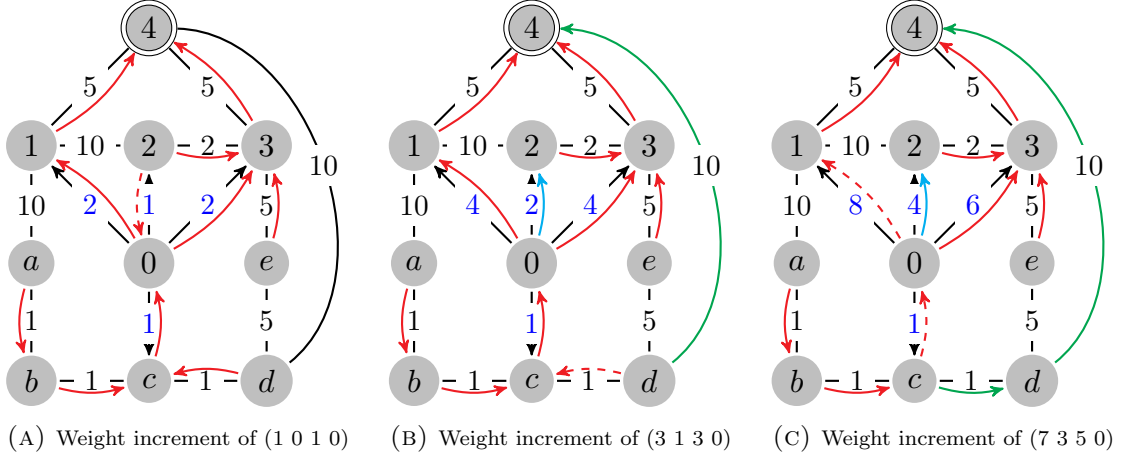 4 4 4
5 5 5 5 5 5
1 10 2 2 3 10 1 10 2 2 3 10 1 10 2 2 3 10
10 2 1 2 5 10 4 2 4 5 10 8 4 6 5
a 0 e a 0 e a 0 e
1 1 5 1 1 5 1 1 5
b 1 c 1 d b 1 c 1 d b 1 c 1 d
(A) Weight increment of (1 0 1 0) (B) Weight increment of (3 1 3 0) (C) Weight increment of (7 3 5 0)